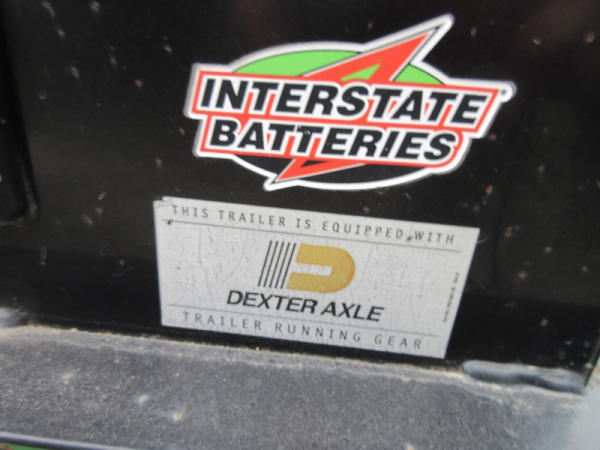 INTERSTATE
BATTERIES
THIS TRAILER IS EQUIPPED WITH
DEXTER AXLE
TRAILER RUNNING GEAR